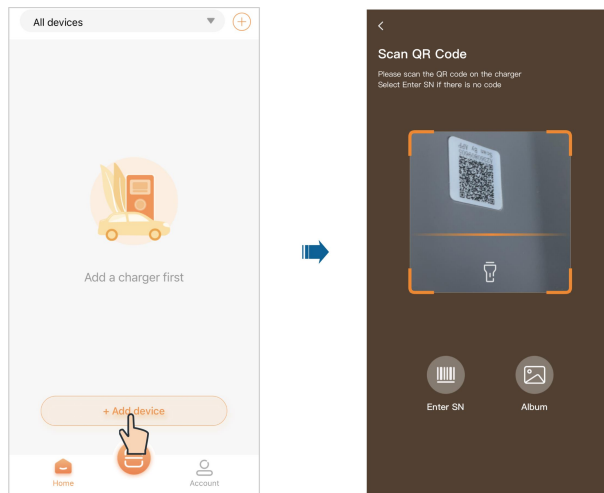 All devices
Add a charger first
+ Add device
Home
Account
Scan QR Code
Please scan the QR code on the charger
Select Enter SN if there is no code
Enter SN
Album